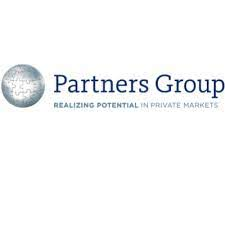 Partners Group
REALIZING POTENTIAL IN PRIVATE MARKETS